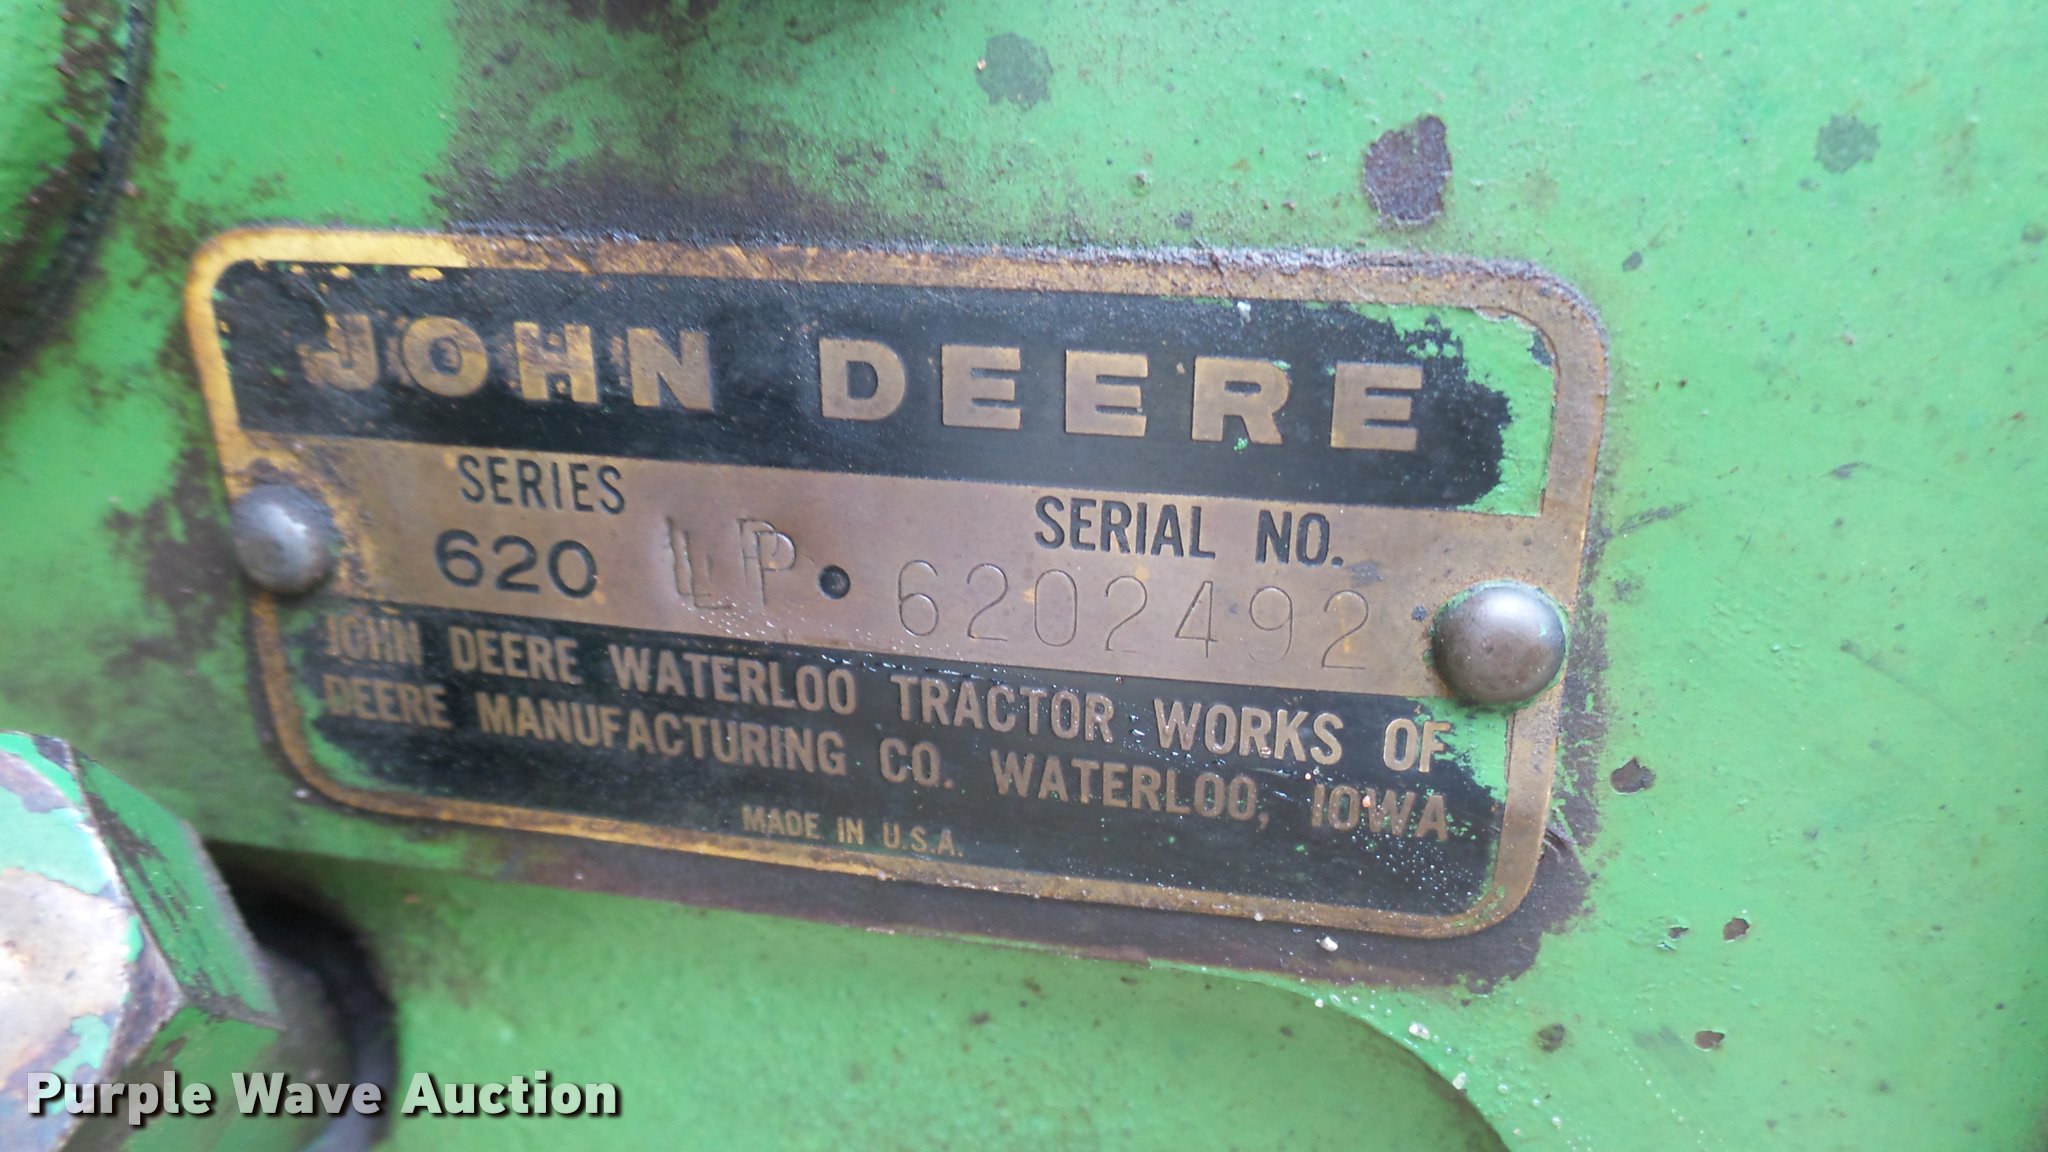 JOHN DEERE
SERIES SERIAL NO.
620 LP • 6202492
JOHN DEERE WATERLOO TRACTOR WORKS OF
DEERE MANUFACTURING CO. WATERLOO, IOWA
MADE IN U.S.A.
Purple Wave Auction